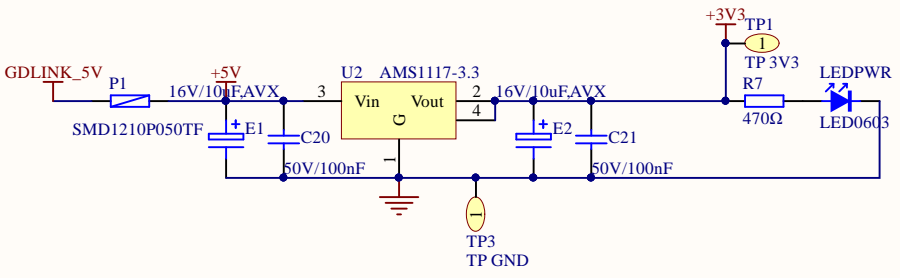 +3V3
TP1
1
TP 3V3
GDLINK_5V
P1
+5V
U2
AMS1117-3.3
R7
LEDPWR
16V/10uF,AVX
3
Vin
Vout
2
4
16V/10uF,AVX
SMD1210P050TF
E1
C20
G
E2
C21
470Ω
LED0603
1
50V/100nF
50V/100nF
1
TP3
TP GND